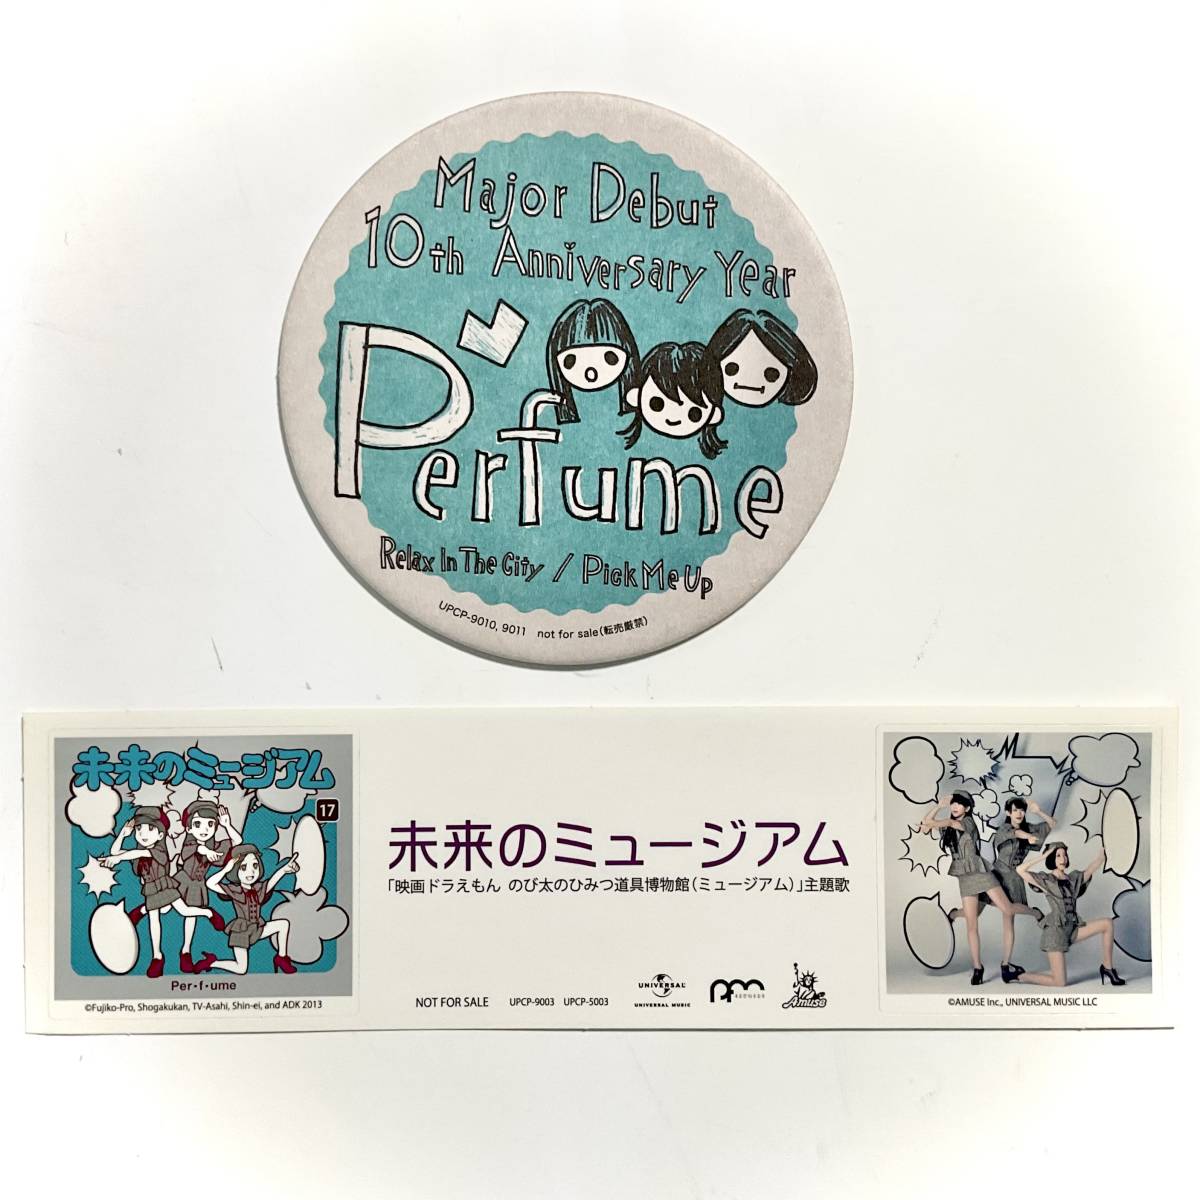 Major Debut
10th Anniversary Year
Perfume
Relax In The City / Pick Me Up
UPCP-9010, 9011 not for sale(転売厳禁)
未来のミュージアム
17
Per・f・ume
©Fujiko-Pro, Shogakukan, TV-Asahi, Shin-ei, and ADK 2013
未来のミュージアム
「映画ドラえもん のび太のひみつ道具博物館(ミュージアム)」主題歌
NOT FOR SALE UPCP-9003 UPCP-5003
UNIVERSAL
UNIVERSAL MUSIC
pfm
RECORDS
Amuse
©AMUSE Inc., UNIVERSAL MUSIC LLC